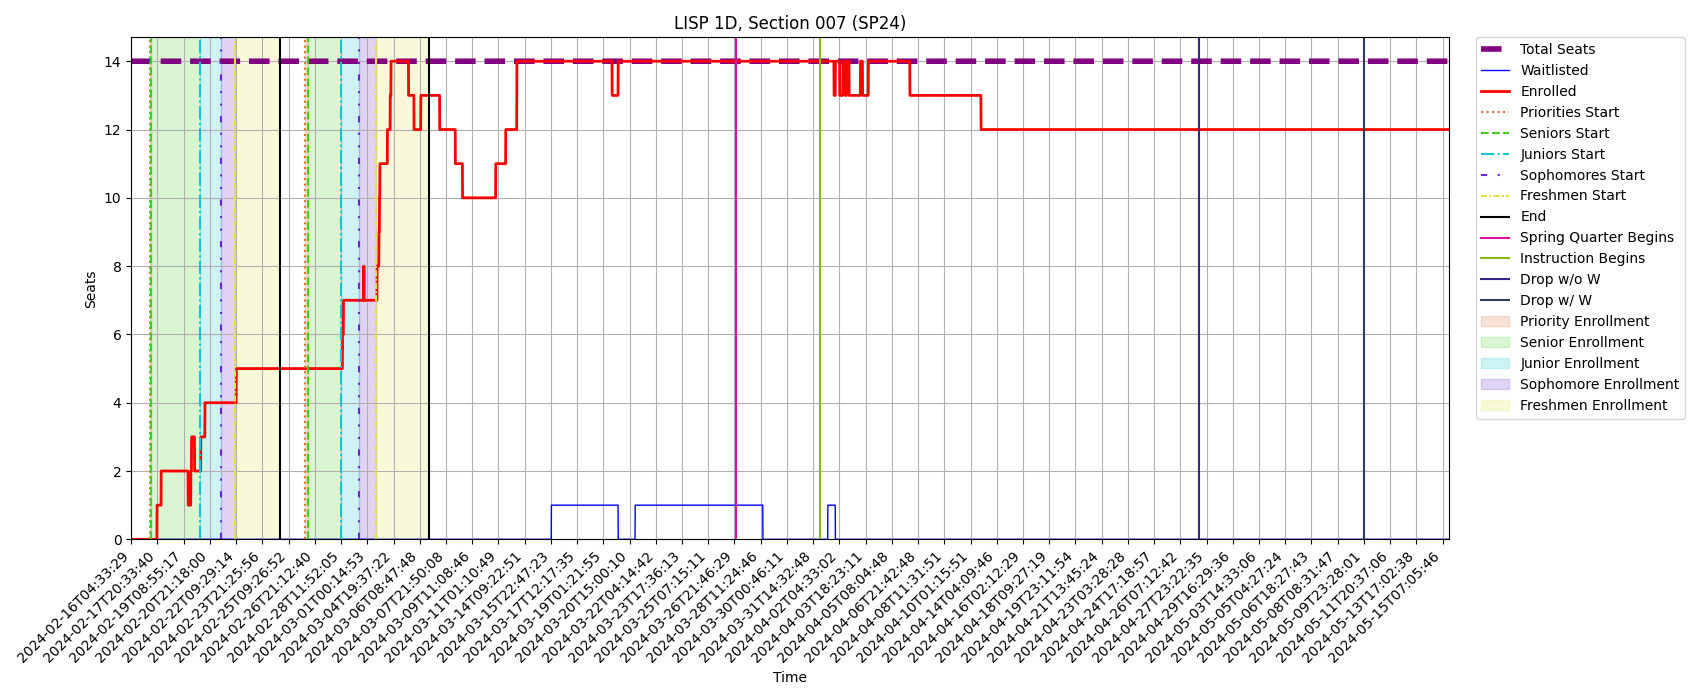 LISP 1D, Section 007 (SP24)
Seats
14
12
10
8
6
4
2
0
2024-02-16T04:33:29
2024-02-17T20:33:40
2024-02-19T08:55:17
2024-02-20T21:18:00
2024-02-22T09:29:14
2024-02-23T21:25:56
2024-02-25T09:26:52
2024-02-26T21:12:40
2024-02-28T11:52:05
2024-03-01T00:14:53
2024-03-04T19:37:22
2024-03-06T08:47:48
2024-03-07T21:50:08
2024-03-09T11:08:46
2024-03-11T01:10:49
2024-03-14T09:22:51
2024-03-15T22:47:23
2024-03-17T12:17:35
2024-03-19T01:21:55
2024-03-20T15:00:10
2024-03-22T04:14:42
2024-03-23T17:36:13
2024-03-25T07:15:11
2024-03-26T21:46:29
2024-03-28T11:24:46
2024-03-30T00:46:11
2024-03-31T14:32:48
2024-04-02T04:33:02
2024-04-03T18:23:11
2024-04-05T08:04:48
2024-04-06T21:42:48
2024-04-08T11:31:51
2024-04-10T01:15:51
2024-04-14T04:09:46
2024-04-16T02:12:29
2024-04-18T09:27:19
2024-04-19T23:11:54
2024-04-21T13:45:24
2024-04-23T03:28:28
2024-04-24T17:18:57
2024-04-26T07:12:42
2024-04-27T23:22:35
2024-04-29T16:29:36
2024-05-03T14:33:06
2024-05-05T04:27:24
2024-05-06T18:27:43
2024-05-08T08:31:47
2024-05-09T23:28:01
2024-05-11T20:37:06
2024-05-13T17:02:38
2024-05-15T07:05:46
Time
Total Seats
Waitlisted
Enrolled
Priorities Start
Seniors Start
Juniors Start
Sophomores Start
Freshmen Start
End
Spring Quarter Begins
Instruction Begins
Drop w/o W
Drop w/ W
Priority Enrollment
Senior Enrollment
Junior Enrollment
Sophomore Enrollment
Freshmen Enrollment